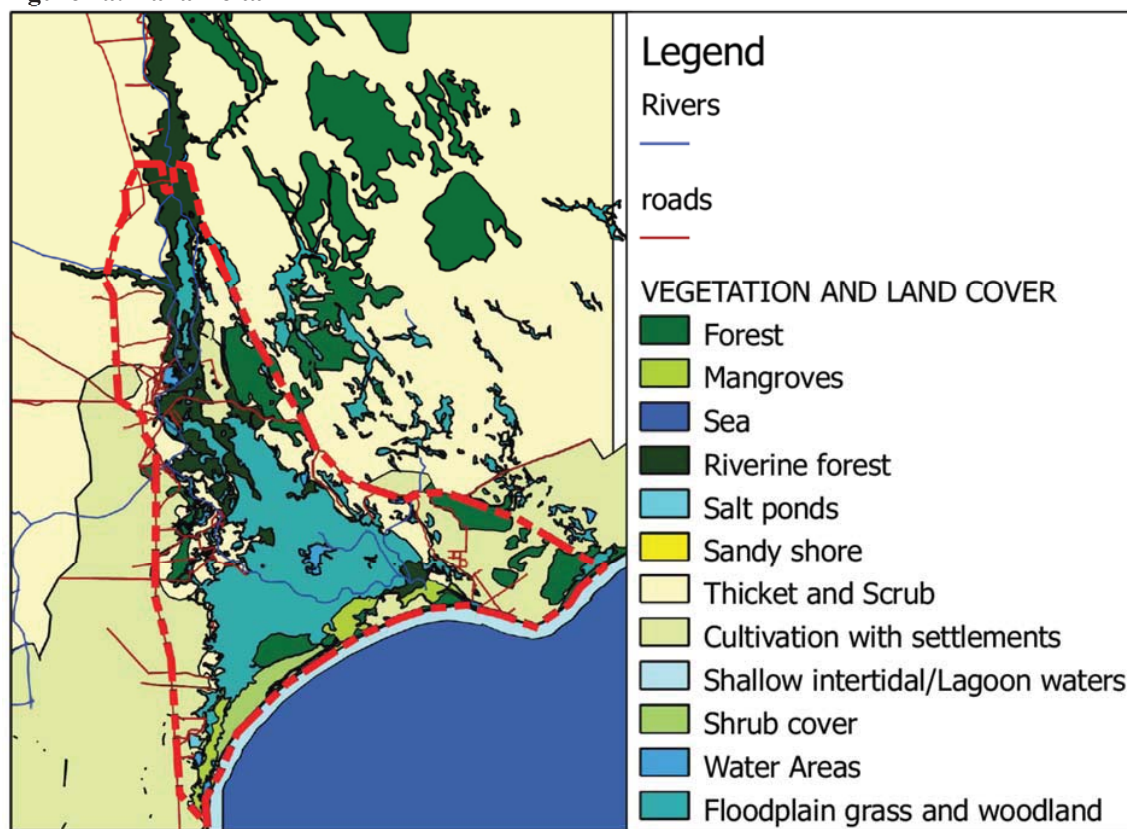 Legend
Rivers
roads
VEGETATION AND LAND COVER
Forest
Mangroves
Sea
Riverine forest
Salt ponds
Sandy shore
Thicket and Scrub
Cultivation with settlements
Shallow intertidal/Lagoon waters
Shrub cover
Water Areas
Floodplain grass and woodland